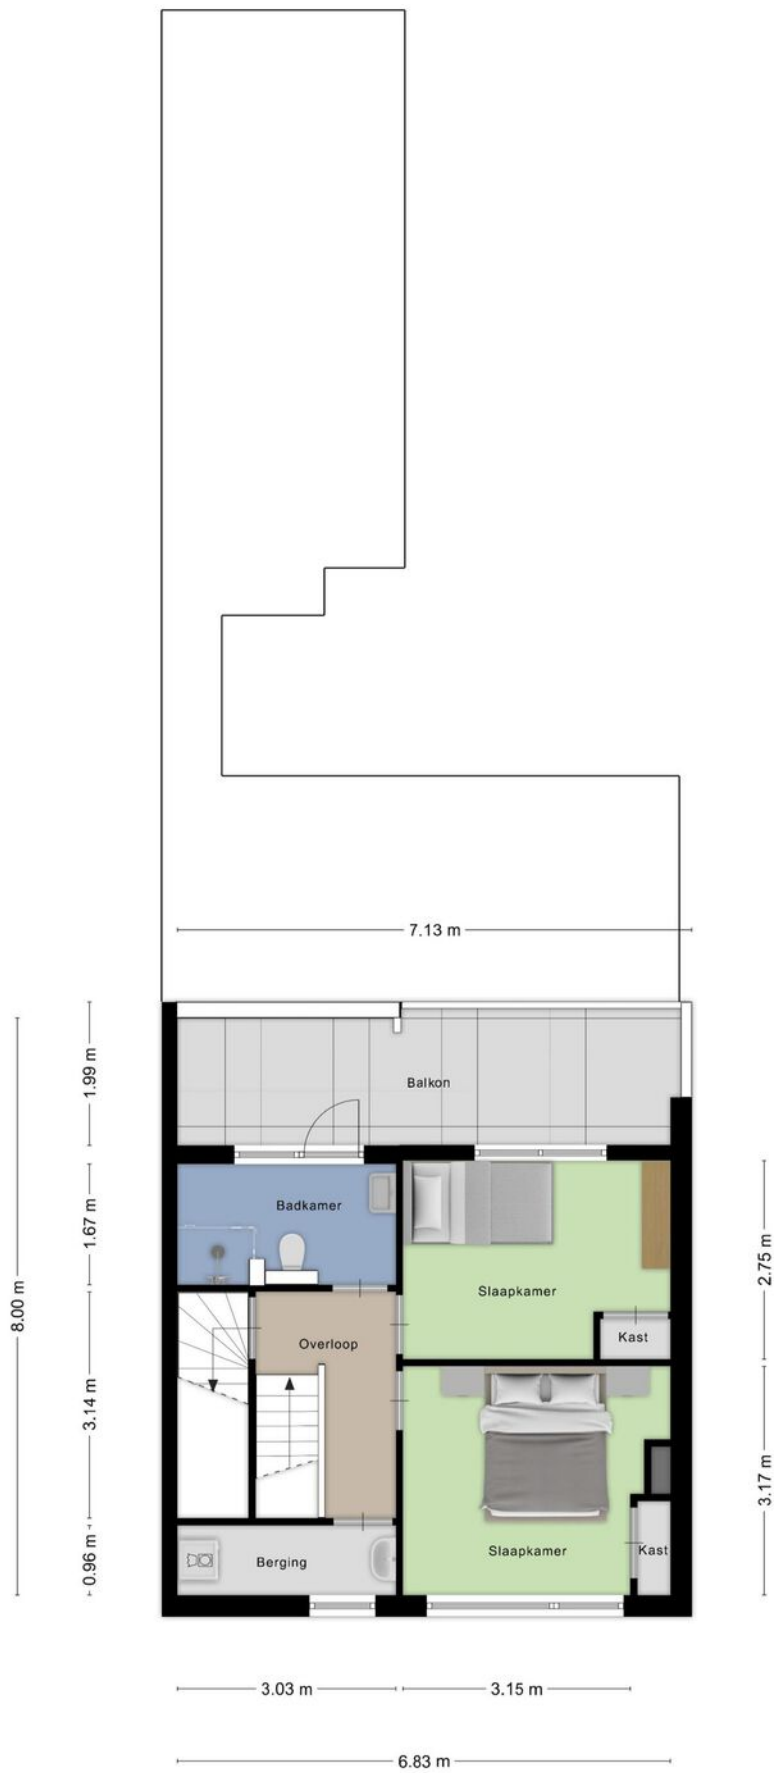 7.13 m
1.99 m
Balkon
1.67 m
Badkamer
2.75 m
Slaapkamer
8.00 m
Overloop
Kast
3.14 m
3.17 m
0.96 m
Berging
Slaapkamer
Kast
3.03 m
3.15 m
6.83 m